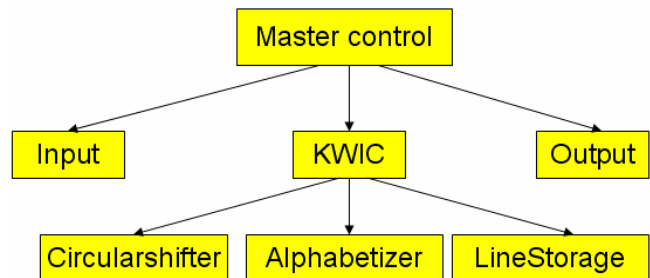 Master control
Input
KWIC
Output
Circularshifter
Alphabetizer
LineStorage